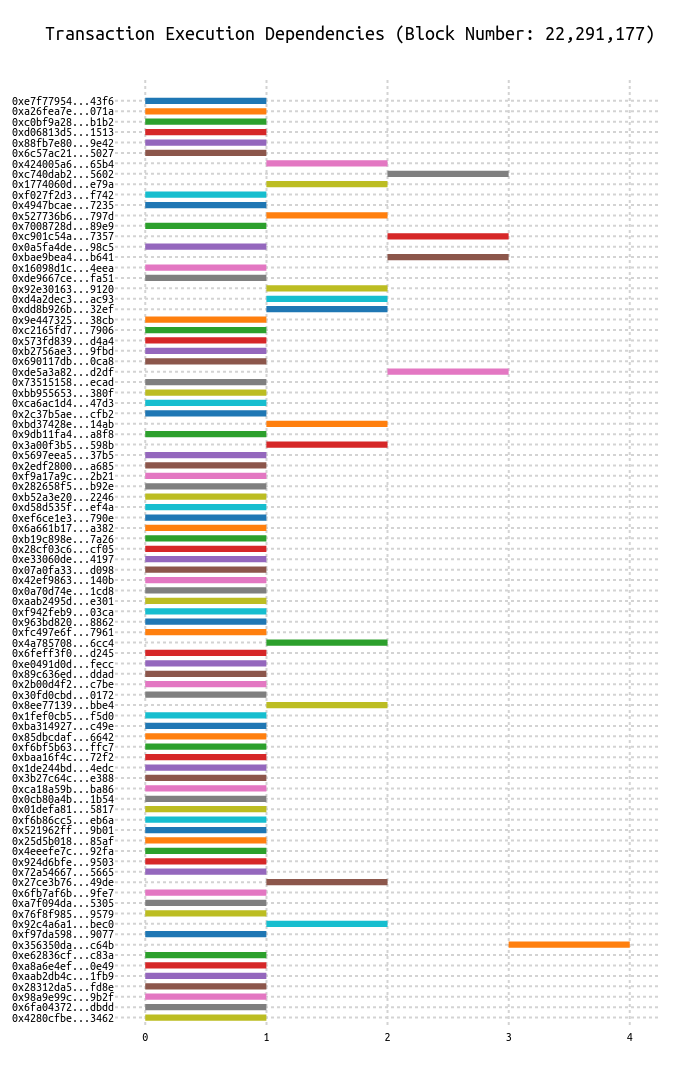 Transaction Execution Dependencies (Block Number: 22,291,177)
0xe7f77954...43f6
0xa26fea7e...071a
0xc0bf9a28...b1b2
0xd06813d5...1513
0x88fb7e80...9e42
0x6c57ac21...5027
0x424005a6...65b4
0xc740dab2...5602
0x1774060d...e79a
0xf027f2d3...f742
0x4947bcae...7235
0x527736b6...797d
0x7008728d...89e9
0xc901c54a...7357
0x0a5fa4de...98c5
0xbae9bea4...b641
0x16098d1c...4eea
0xde9667ce...fa51
0x92e30163...9120
0xd4a2dec3...ac93
0xdd8b926b...32ef
0x9e447325...38cb
0xc2165fd7...7906
0x573fd839...d4a4
0xb2756ae3...9fbd
0x690117db...0ca8
0xde5a3a82...d2df
0x73515158...ecad
0xbb955653...380f
0xca6ac1d4...47d3
0x2c37b5ae...cfb2
0xbd37428e...14ab
0x9db11fa4...a8f8
0x3a00f3b5...598b
0x5697eea5...37b5
0x2edf2800...a685
0xf9a17a9c...2b21
0x282658f5...b92e
0xb52a3e20...2246
0xd58d535f...ef4a
0xef6ce1e3...790e
0x6a661b17...a382
0xb19c898e...7a26
0x28cf03c6...cf05
0xe33060de...4197
0x07a0fa33...d098
0x42ef9863...140b
0x0a70d74e...1cd8
0xaab2495d...e301
0xf942feb9...03ca
0x963bd820...8862
0xfc497e6f...7961
0x4a785708...6cc4
0x6feff3f0...d245
0xe0491d0d...fecc
0x89c636ed...ddad
0x2b00d4f2...c7be
0x30fd0cbd...0172
0x8ee77139...bbe4
0x1fef0cb5...f5d0
0xba314927...c49e
0x85dbcdaf...6642
0xf6bf5b63...ffc7
0xbaa16f4c...72f2
0x1de244bd...4edc
0x3b27c64c...e388
0xca18a59b...ba86
0x0cb80a4b...1b54
0x01defa81...5817
0xf6b86cc5...eb6a
0x521962ff...9b01
0x25d5b018...85af
0x4eeefe7c...92fa
0x924d6bfe...9503
0x72a54667...5665
0x27ce3b76...49de
0x6fb7af6b...9fe7
0xa7f094da...5305
0x76f8f985...9579
0x92c4a6a1...bec0
0xf97da598...9077
0x356350da...c64b
0xe62836cf...c83a
0xa8a6e4ef...0e49
0xaab2db4c...1fb9
0x28312da5...fd8e
0x98a9e99c...9b2f
0x6fa04372...dbdd
0x4280cfbe...3462
0 1 2 3 4